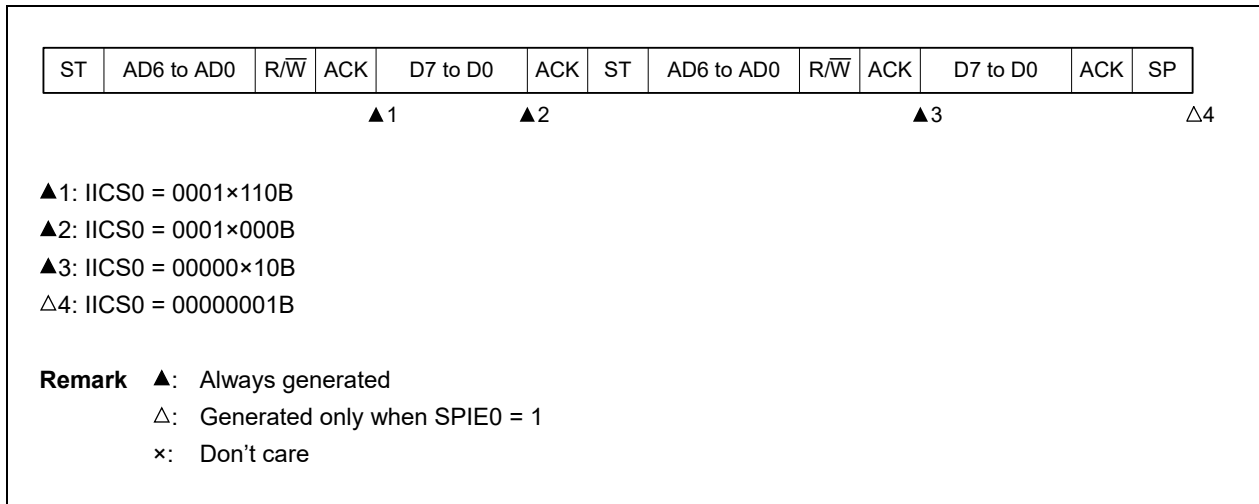 ST AD6 to AD0 R/W̅ ACK D7 to D0 ACK ST AD6 to AD0 R/W̅ ACK D7 to D0 ACK SP
▲1 ▲2 ▲3 △4
▲1: IICS0 = 0001×110B
▲2: IICS0 = 0001×000B
▲3: IICS0 = 00000×10B
△4: IICS0 = 00000001B
Remark ▲: Always generated
△: Generated only when SPIE0 = 1
×: Don’t care